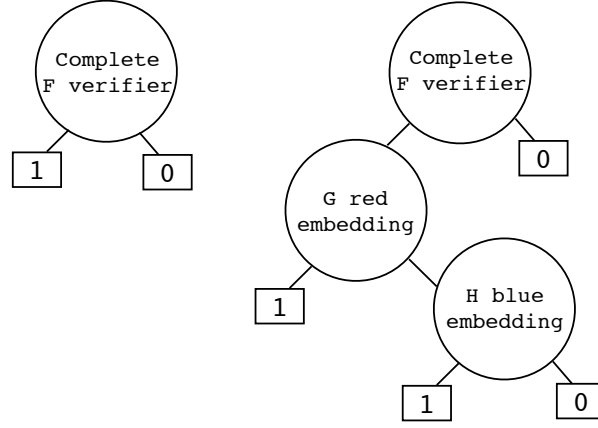 Complete
F verifier
1
0
Complete
F verifier
0
G red
embedding
1
H blue
embedding
1
0